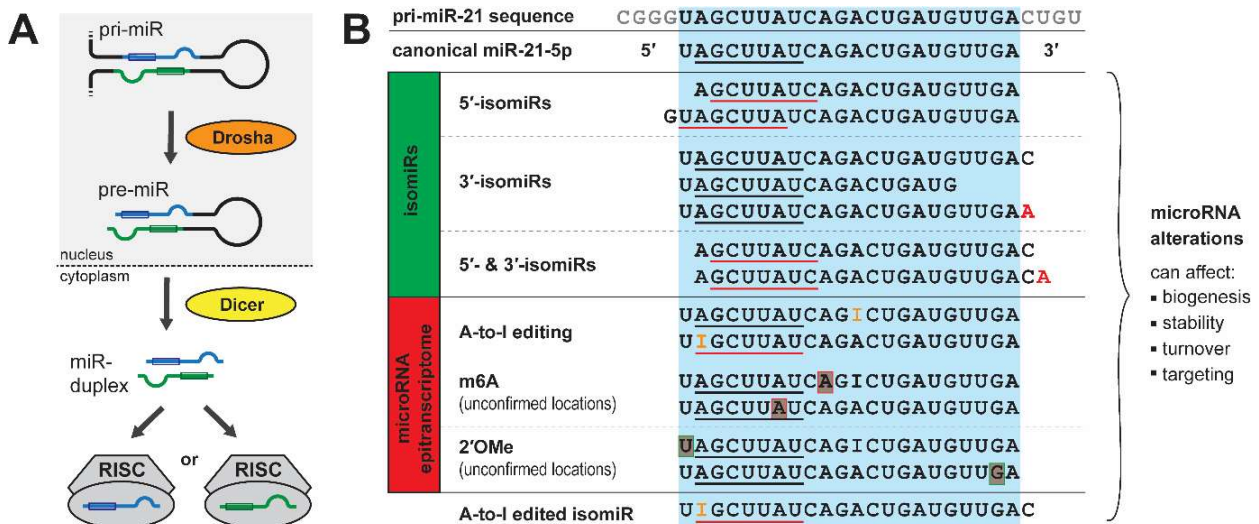 A
pri-miR
Drosha
pre-miR
nucleus
cytoplasm
Dicer
miR-
duplex
RISC
or
RISC
B
pri-miR-21 sequence CGGGUAGCUUAUCAGACUGAUGUUGACUGU
canonical miR-21-5p 5′ UAGCUUAUCAGACUGAUGUUGA 3′
isomiRs
5′-isomiRs
AGCUUAUCAGACUGAUGUUGA
GUAGCUUAUCAGACUGAUGUUGA
3′-isomiRs
UAGCUUAUCAGACUGAUGUUGAC
UAGCUUAUCAGACUGAUG
UAGCUUAUCAGACUGAUGUUGAA
5′- & 3′-isomiRs
AGCUUAUCAGACUGAUGUUGAC
AGCUUAUCAGACUGAUGUUGACA
microRNA
epitranscriptome
A-to-I editing
UAGCUUAUCAGICUGAUGUUGA
UIGCUUAUCAGACUGAUGUUGA
m6A
(unconfirmed locations)
UAGCUUAUCAGICUGAUGUUGA
UAGCUUAUCAGACUGAUGUUGA
2′OMe
(unconfirmed locations)
UAGCUUAUCAGICUGAUGUUGA
UAGCUUAUCAGACUGAUGUUGA
A-to-I edited isomiR UIGCUUAUCAGACUGAUGUUGAC
microRNA
alterations
can affect:
▪ biogenesis
▪ stability
▪ turnover
▪ targeting